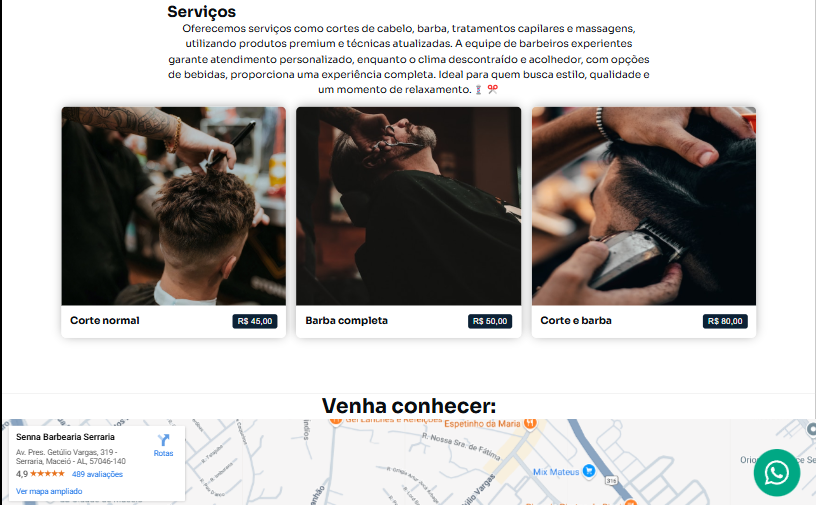 Serviços
Oferecemos serviços como cortes de cabelo, barba, tratamentos capilares e massagens,
utilizando produtos premium e técnicas atualizadas. A equipe de barbeiros experientes
garante atendimento personalizado, enquanto o clima descontraído e acolhedor, com opções
de bebidas, proporciona uma experiência completa. Ideal para quem busca estilo, qualidade e
um momento de relaxamento. 💈 ✂️
Corte normal
R$ 45,00
Barba completa
R$ 50,00
Corte e barba
R$ 80,00
Venha conhecer:
Senna Barbearia Serraria
Av. Pres. Getúlio Vargas, 319 -
Serraria, Maceió - AL, 57046-140
4,9
489 avaliações
Ver mapa ampliado
Rotas
Espetinho da Maria
R. Nossa Sra. de Fátima
Mix Mateus
316